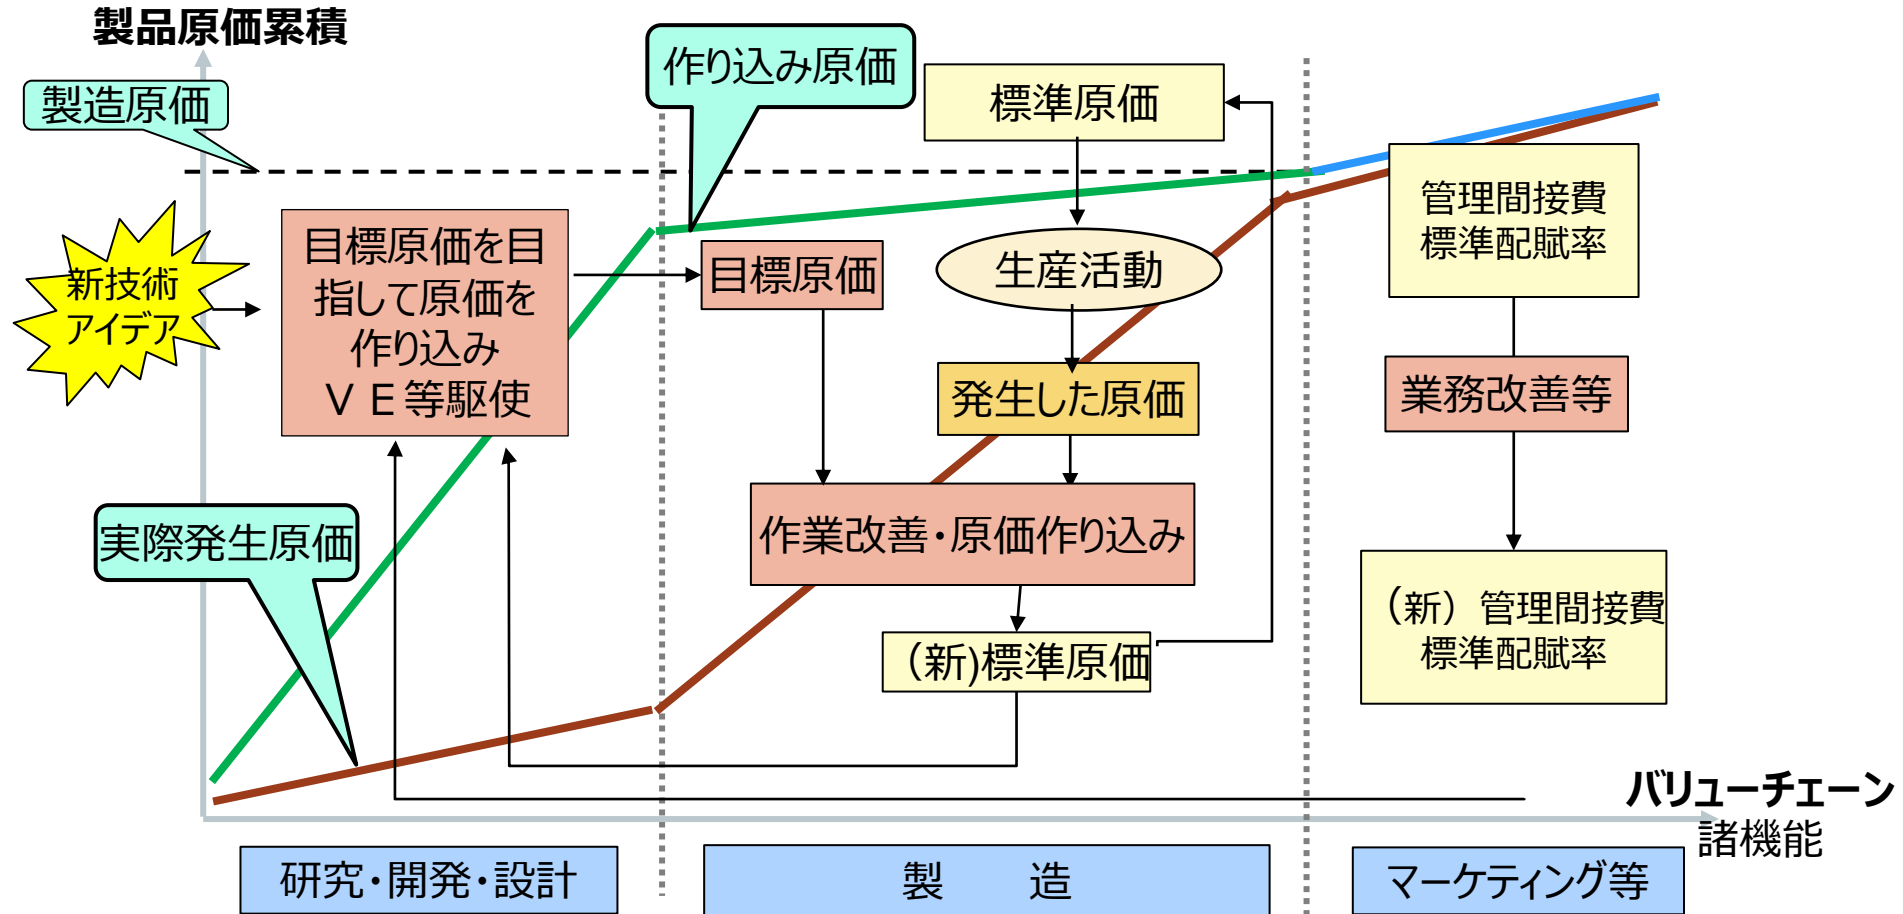 製品原価累積
製造原価
作り込み原価
標準原価
新技術
アイデア
目標原価を目
指して原価を
作り込み
ＶＥ等駆使
目標原価
生産活動
発生した原価
作業改善・原価作り込み
（新)標準原価
実際発生原価
管理間接費
標準配賦率
業務改善等
（新）管理間接費
標準配賦率
バリューチェーン
諸機能
研究・開発・設計
製　　造
マーケティング等